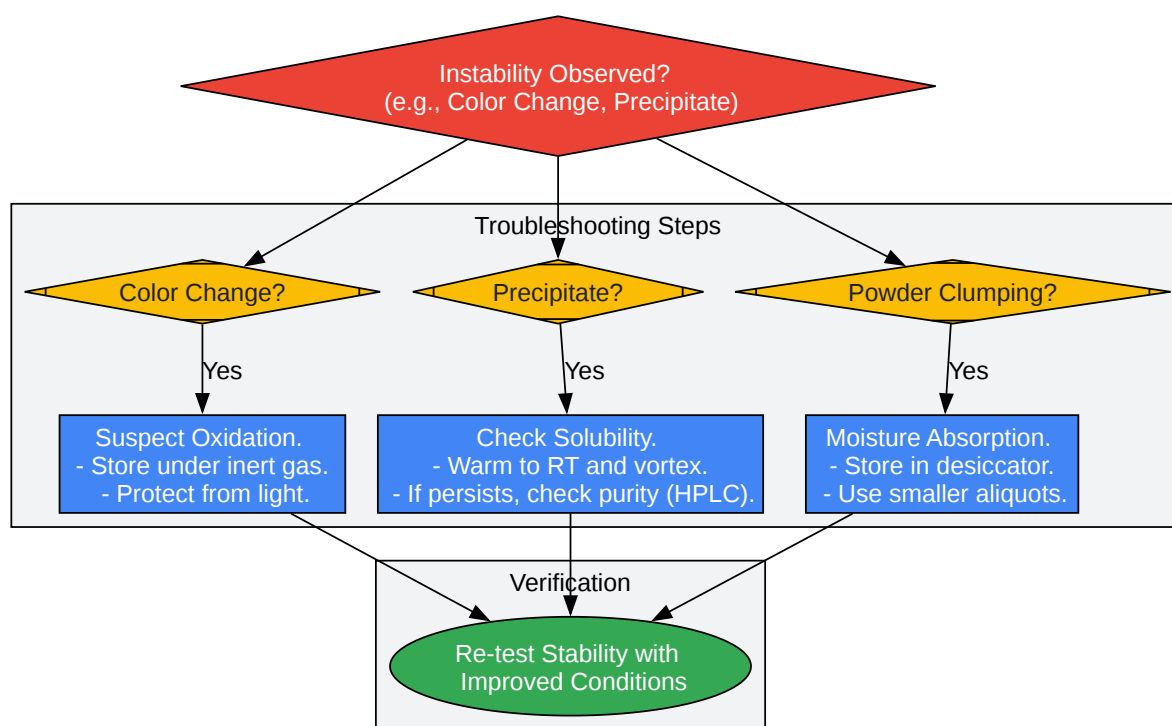 Instability Observed?
(e.g., Color Change, Precipitate)
Troubleshooting Steps
Color Change?
Precipitate?
Powder Clumping?
Yes
Yes
Yes
Suspect Oxidation.
- Store under inert gas.
- Protect from light.
Check Solubility.
- Warm to RT and vortex.
- If persists, check purity (HPLC).
Moisture Absorption.
- Store in desiccator.
- Use smaller aliquots.
Verification
Re-test Stability with
Improved Conditions